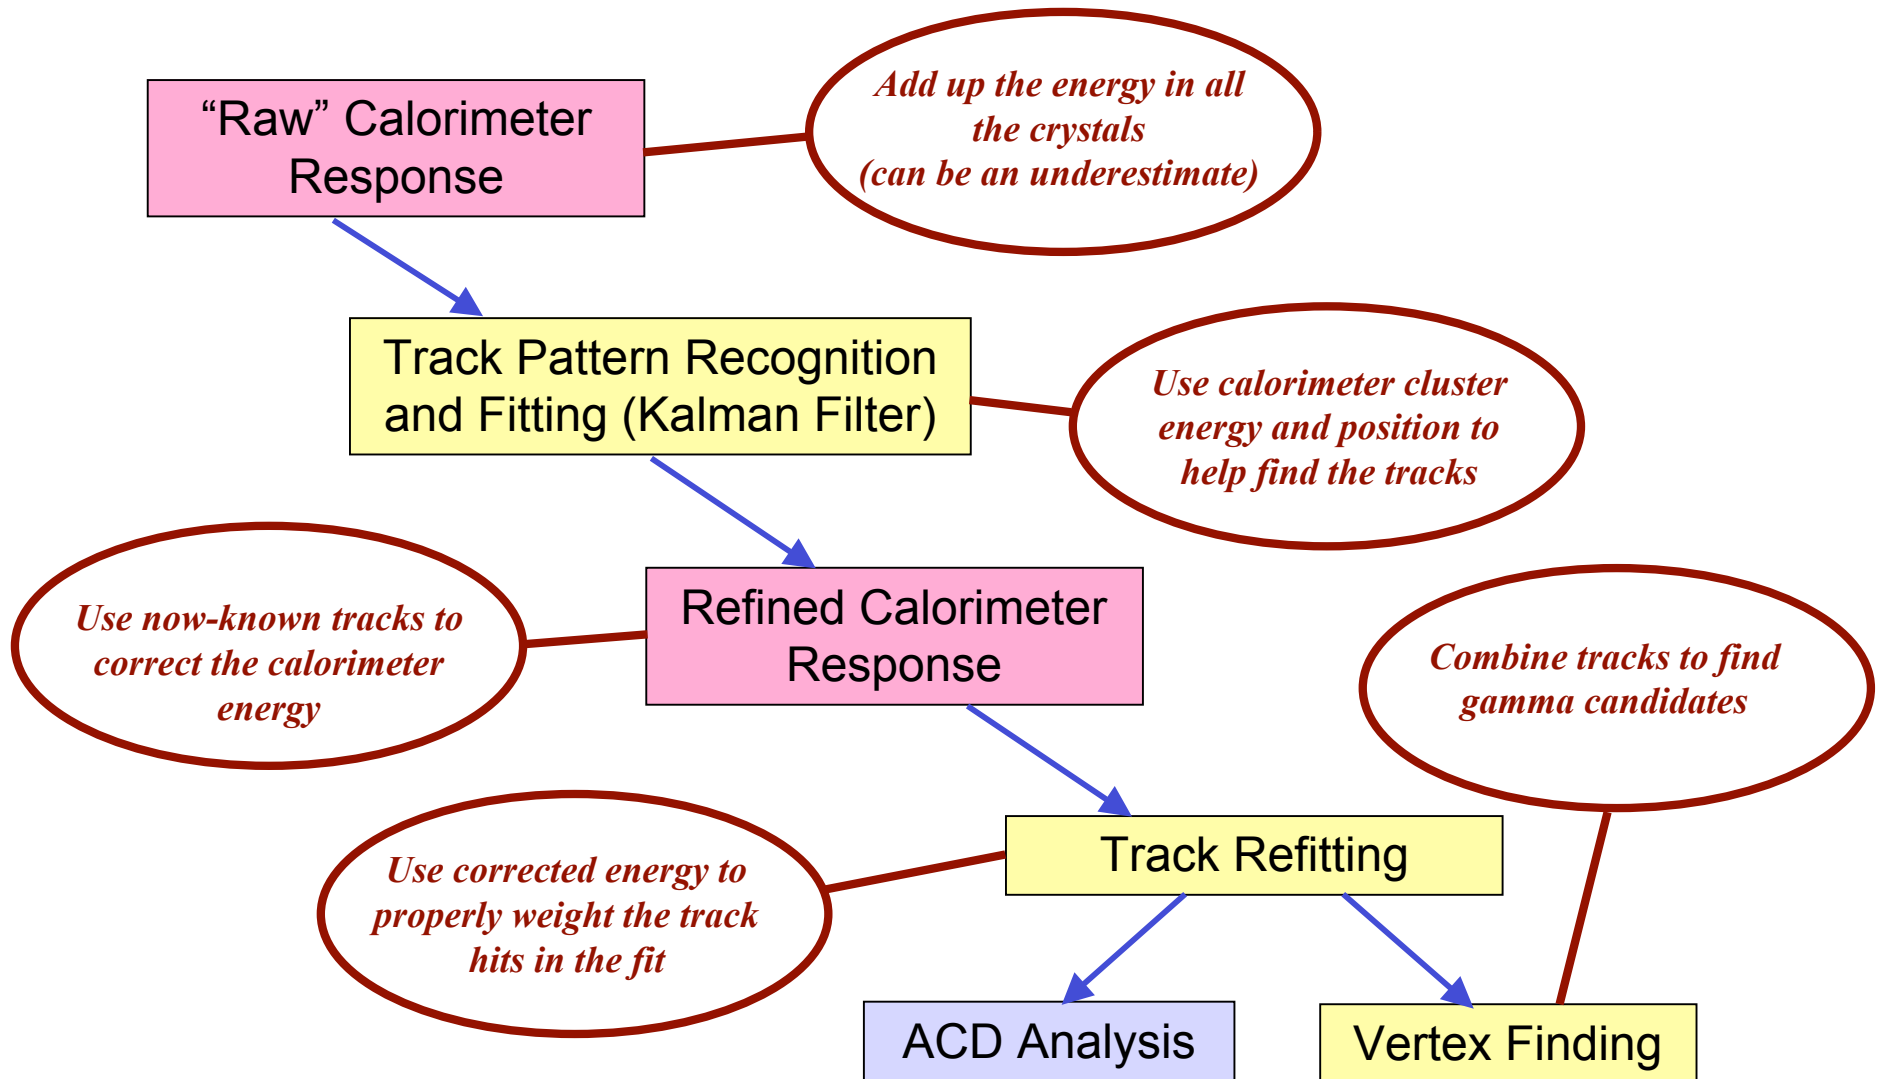 “Raw” Calorimeter
Response
Add up the energy in all
the crystals
(can be an underestimate)
Track Pattern Recognition
and Fitting (Kalman Filter)
Use calorimeter cluster
energy and position to
help find the tracks
Use now-known tracks to
correct the calorimeter
energy
Refined Calorimeter
Response
Combine tracks to find
gamma candidates
Use corrected energy to
properly weight the track
hits in the fit
Track Refitting
ACD Analysis
Vertex Finding